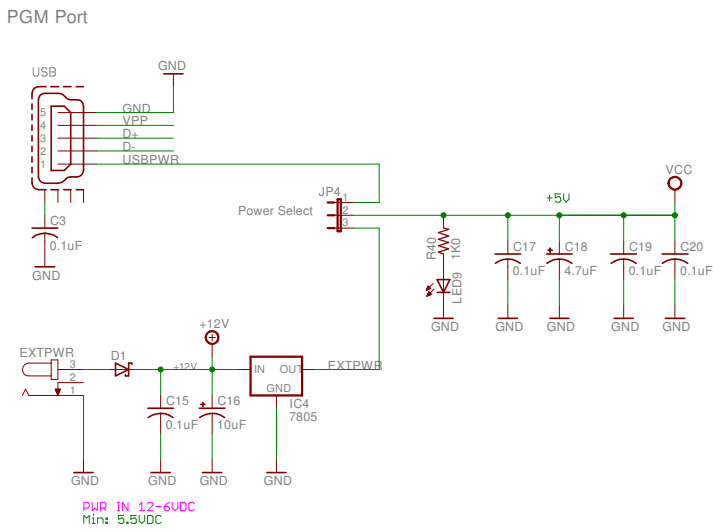 PGM Port
USB
GND
5 GND
4 VPP
3 D+
2 D-
1 USBPWR
C3
0.1uF
GND
JP4
Power Select
1
2
3
+5V
VCC
R40
1K0
LED9
GND
C17
0.1uF
GND
C18
4.7uF
GND
C19
0.1uF
GND
C20
0.1uF
GND
EXTPWR
3
2
1
D1
+12V
+12V
IN OUT
GND
EXTPWR
IC4
7805
C15
0.1uF
C16
10uF
GND
GND
GND
GND
PWR IN 12-6VDC
Min: 5.5VDC